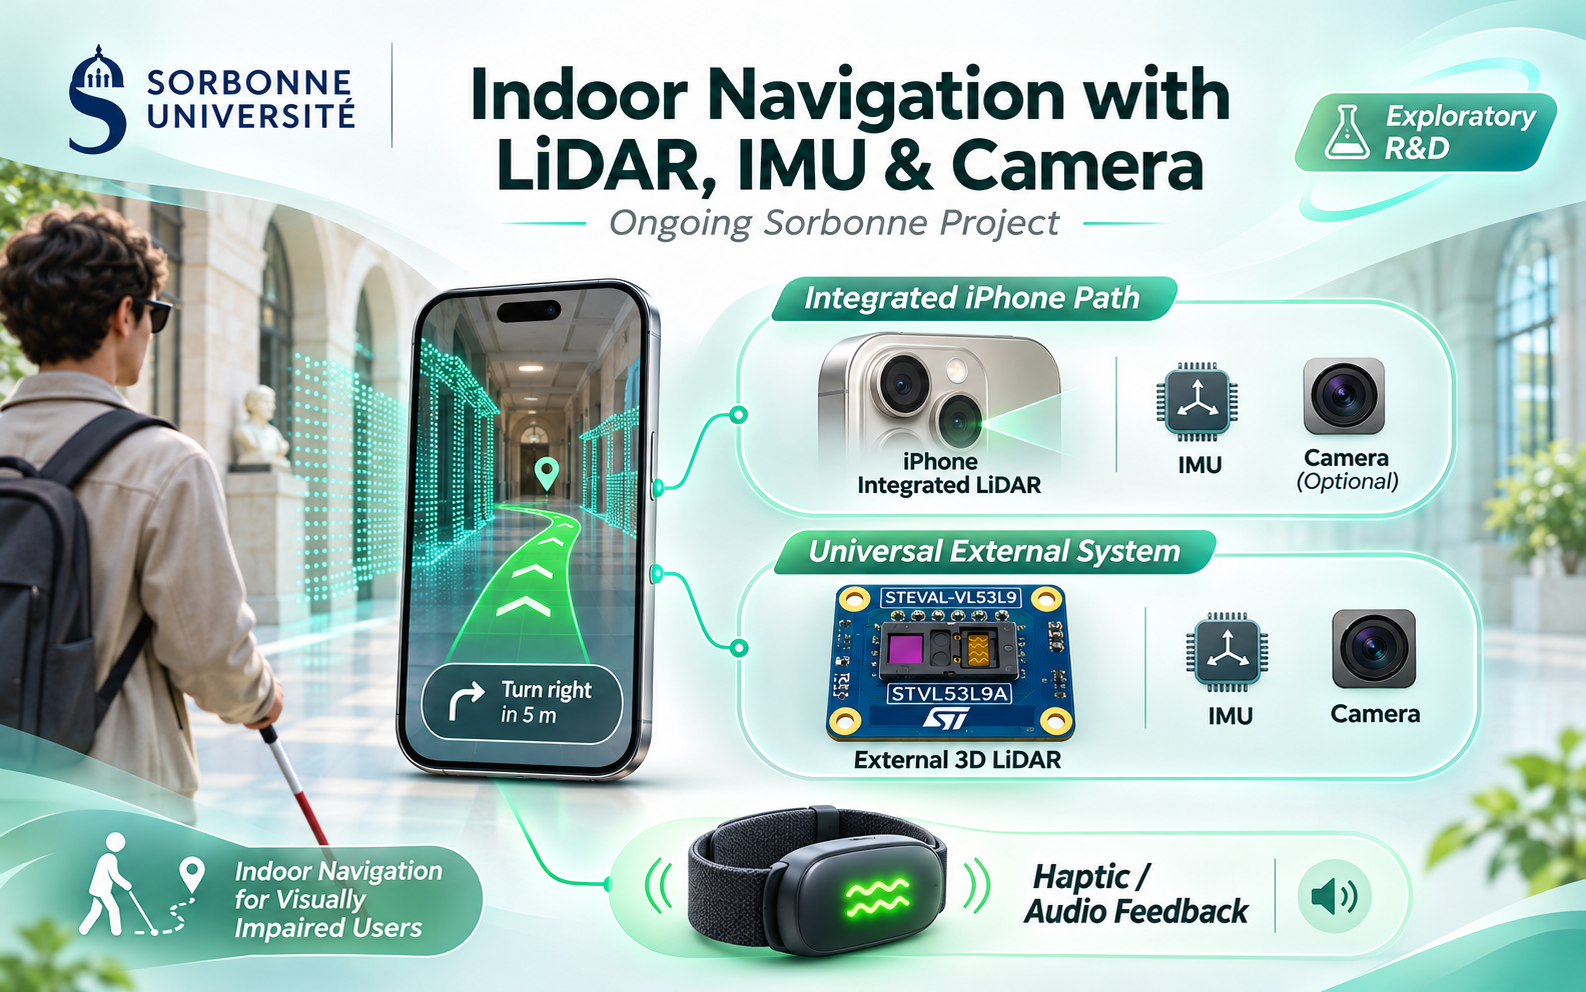 SORBONNE
UNIVERSITÉ
Indoor Navigation with
LiDAR, IMU & Camera
Ongoing Sorbonne Project
Exploratory
R&D
Turn right
in 5 m
Integrated iPhone Path
iPhone
Integrated LiDAR
IMU
Camera
(Optional)
Universal External System
STEVAL-VL53L9
STVL53L9A
ST
External 3D LiDAR
IMU
Camera
Indoor Navigation
for Visually
Impaired Users
Haptic /
Audio Feedback